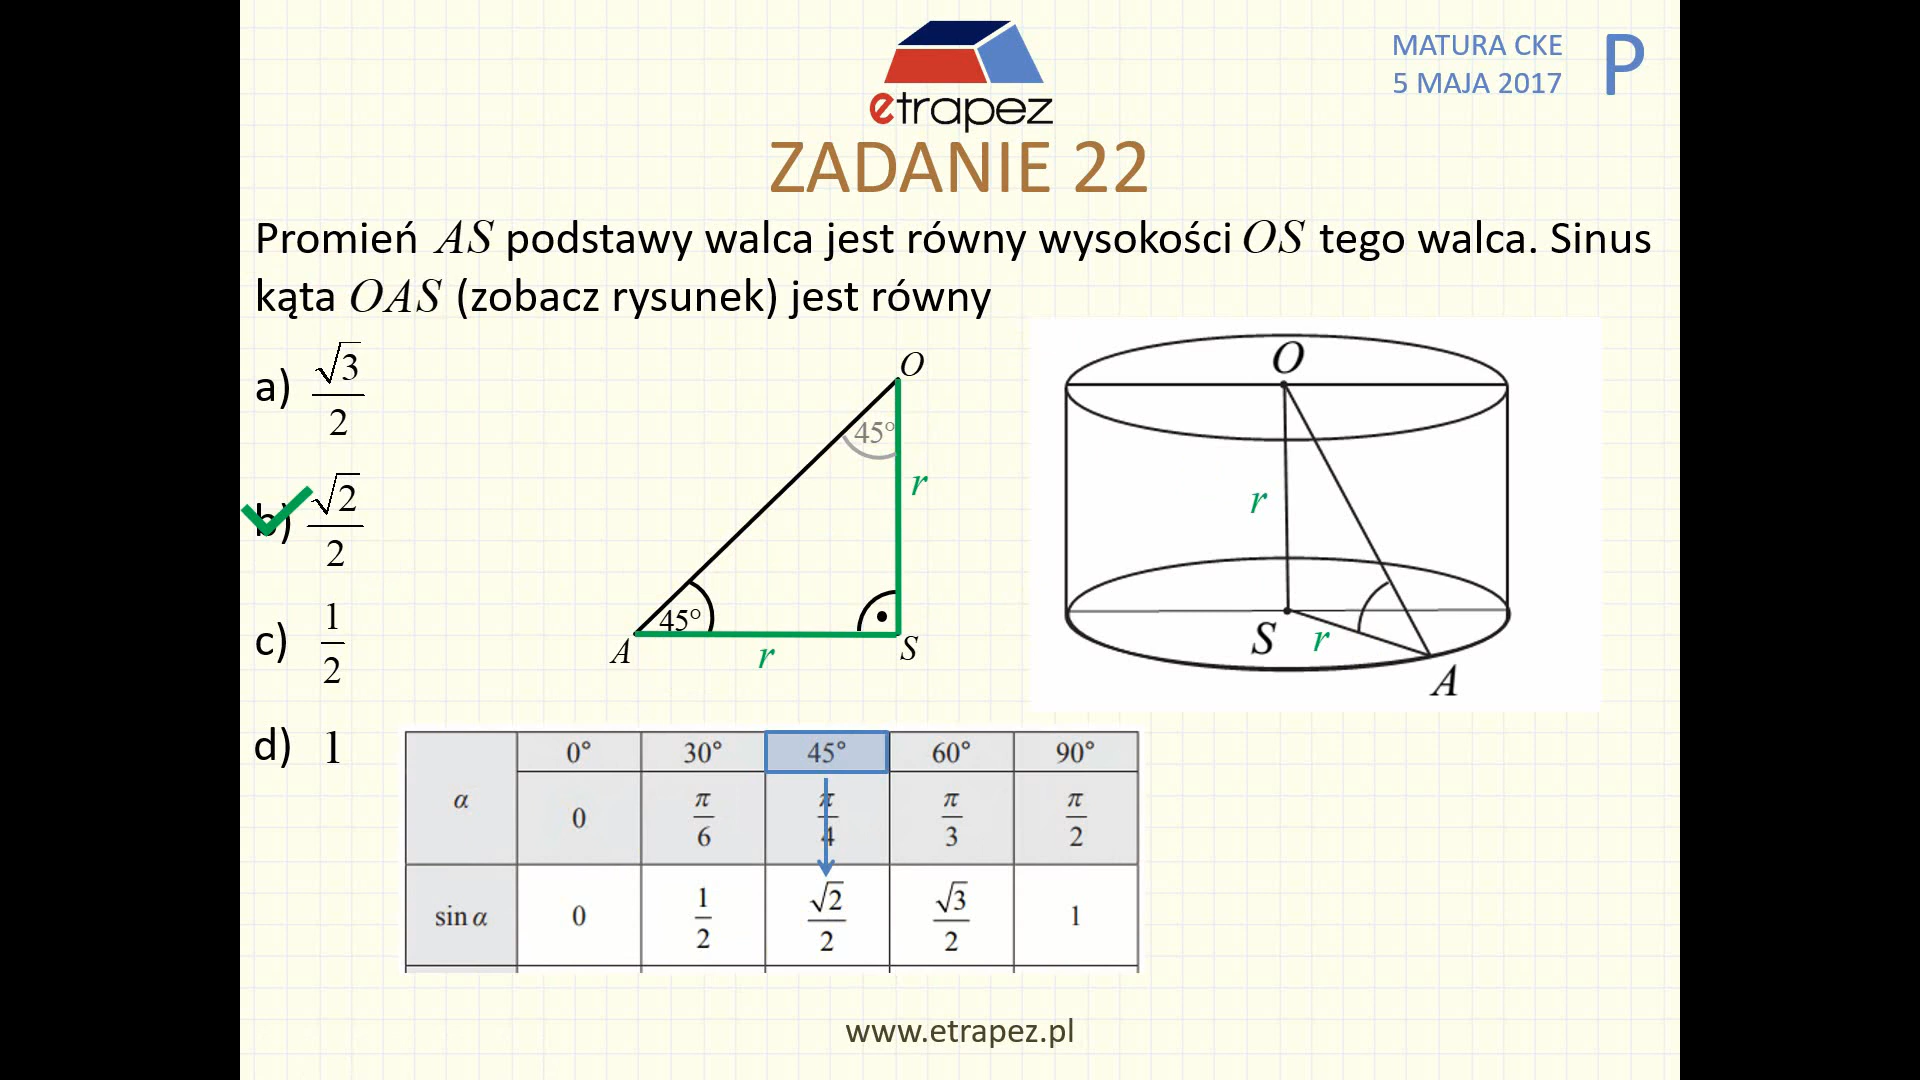 etrapez
MATURA CKE
5 MAJA 2017
P
ZADANIE 22
Promień AS podstawy walca jest równy wysokości OS tego walca. Sinus
kąta OAS (zobacz rysunek) jest równy
a) √3/2
b) √2/2
c) 1/2
d) 1
O
45°
r
45°
A
r
S
O
r
S
r
A
α 0° 30° 45° 60° 90°
0 π/6 π/4 π/3 π/2
sin α 0 1/2 √2/2 √3/2 1
www.etrapez.pl